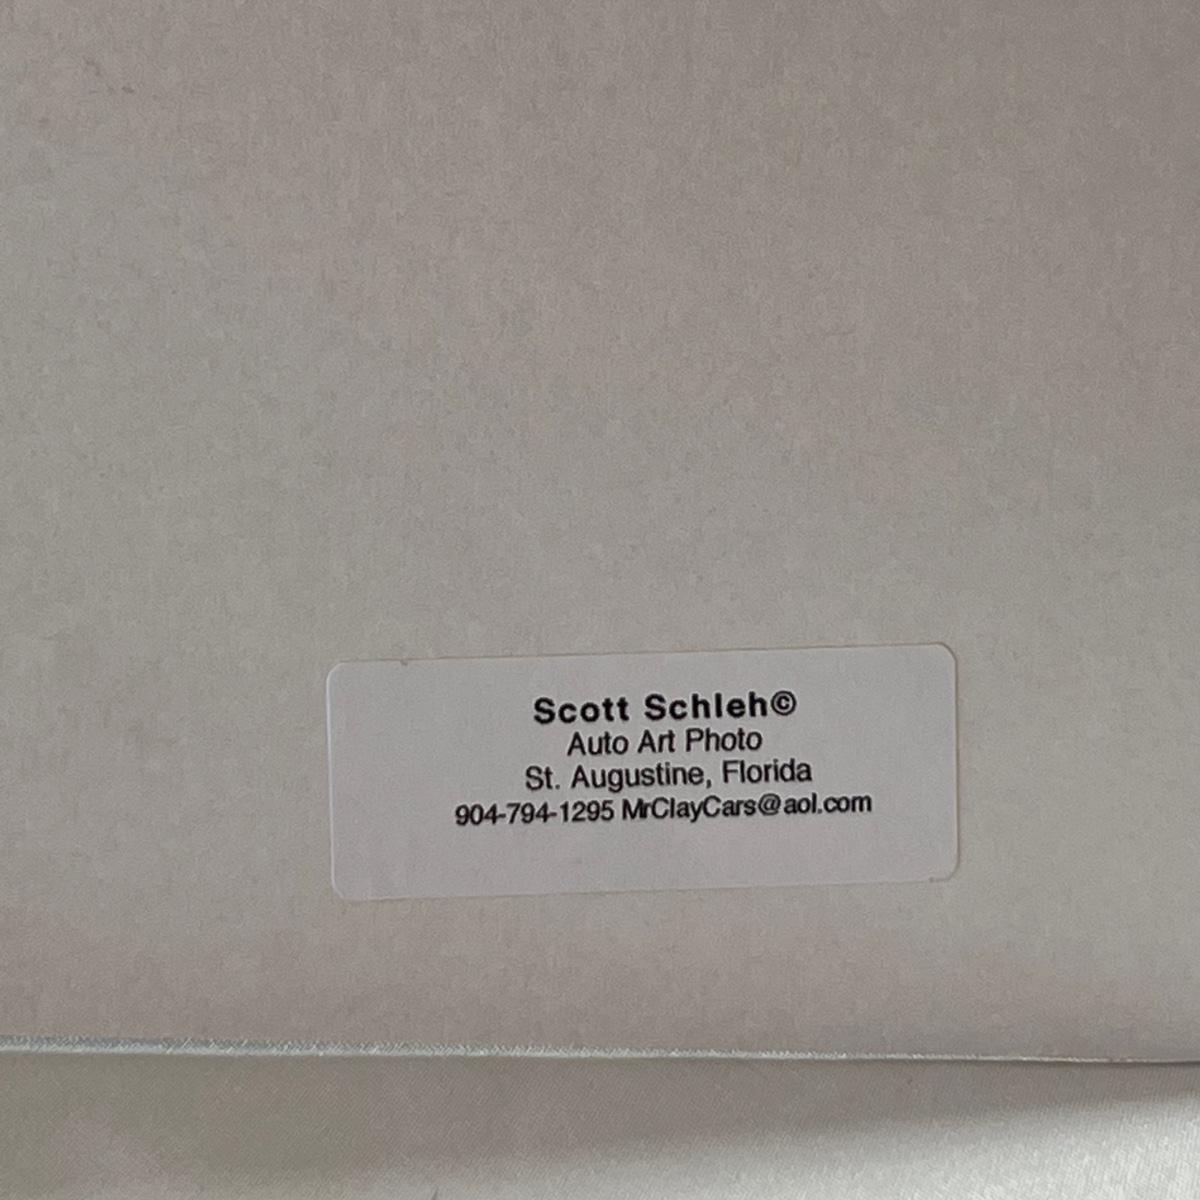 Scott Schleh©
Auto Art Photo
St. Augustine, Florida
904-794-1295 MrClayCars@aol.com